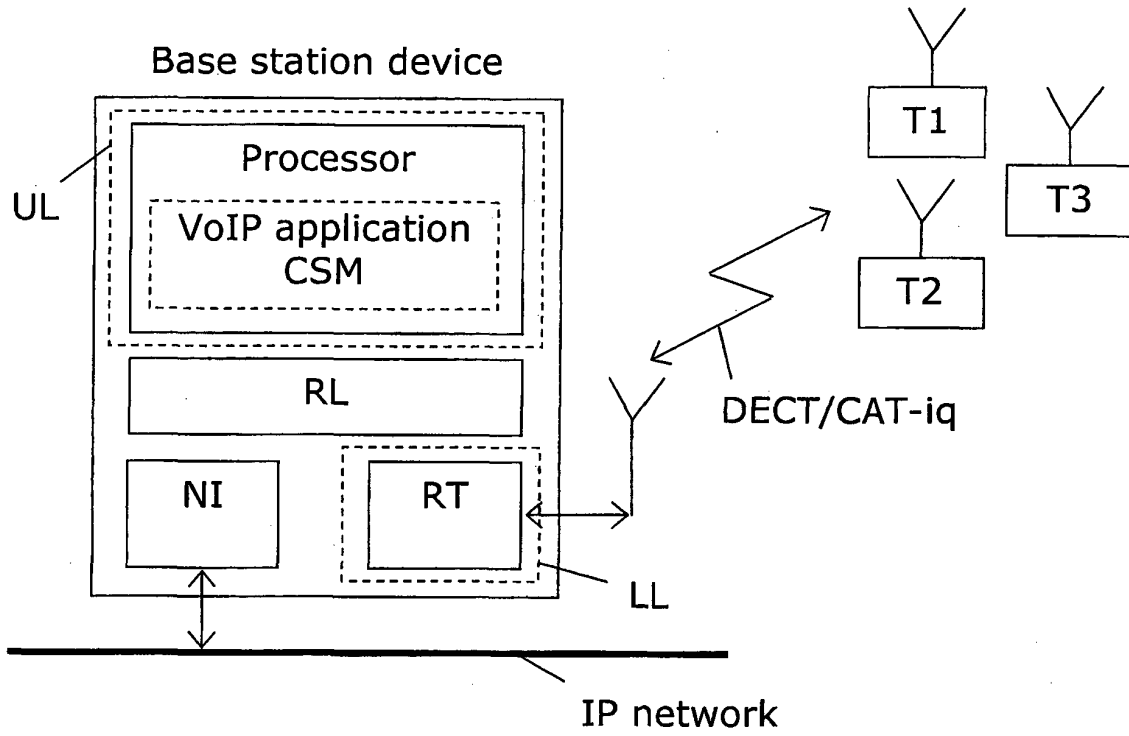 Base station device
Processor
VoIP application
CSM
UL
RL
NI
RT
LL
T1
T3
T2
DECT/CAT-iq
IP network